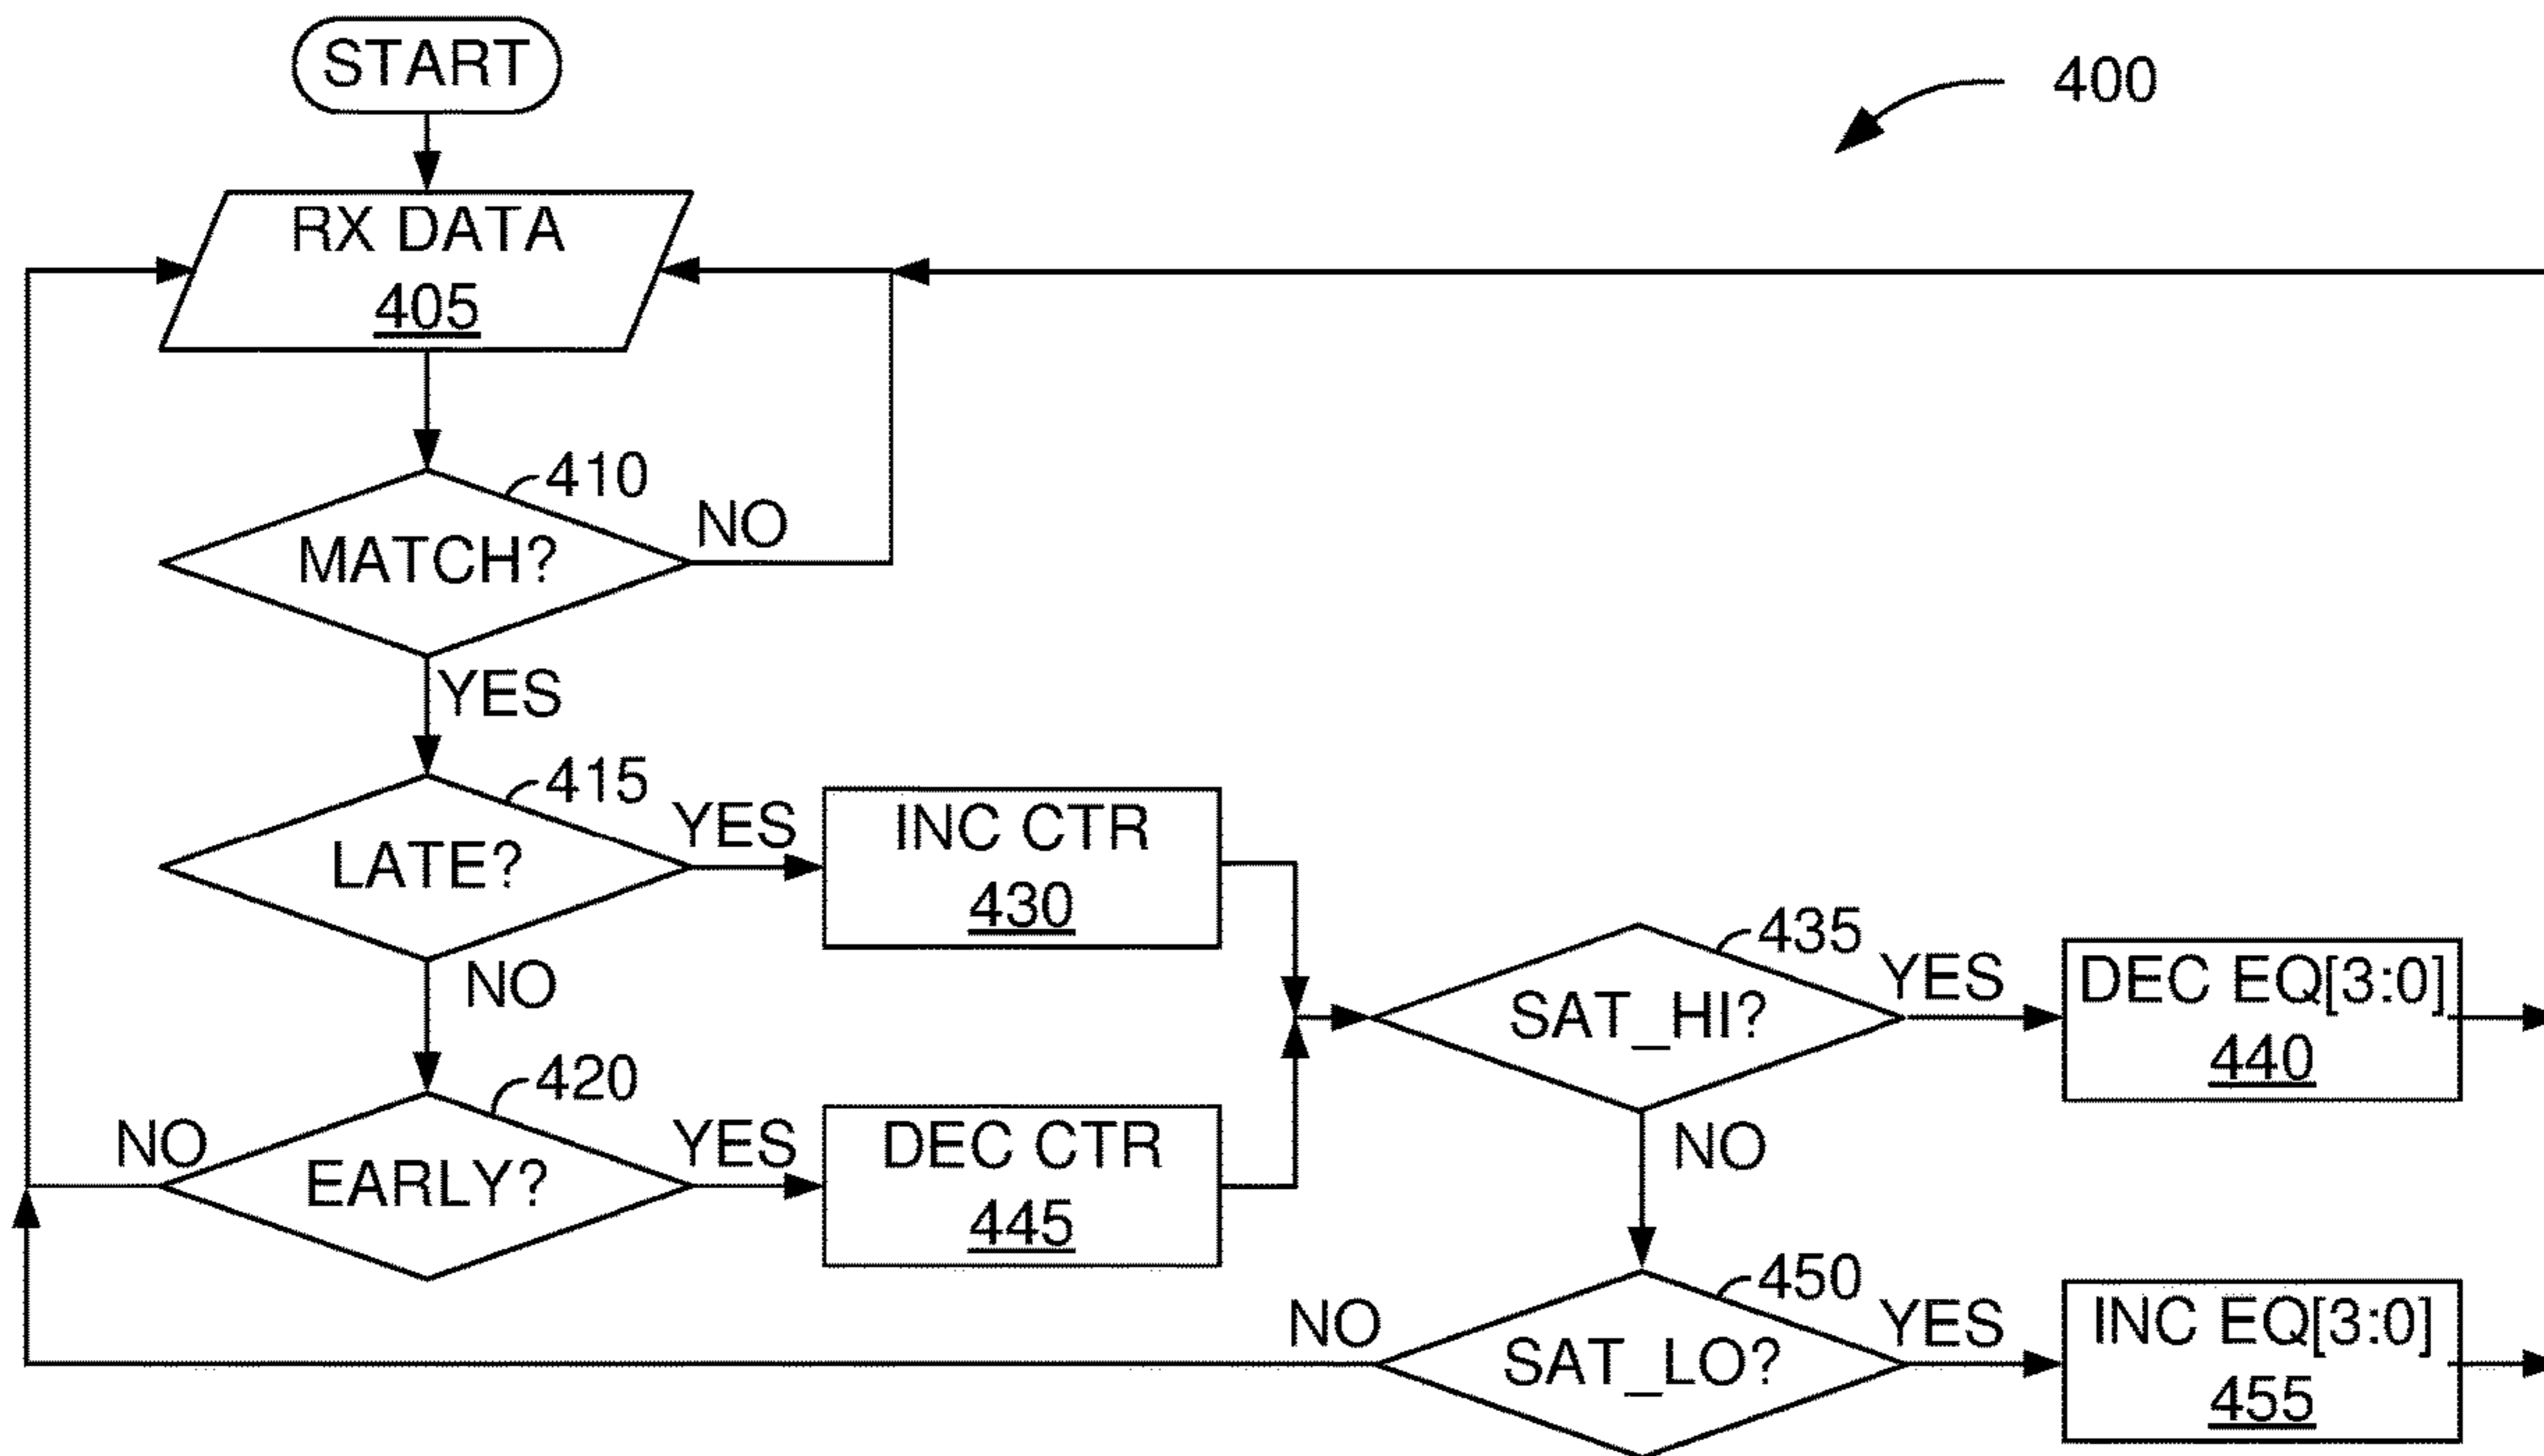 START
400
RX DATA
405
410
MATCH?
NO
YES
415
LATE?
YES
INC CTR
430
NO
435
SAT_HI?
YES
DEC EQ[3:0]
440
420
EARLY?
NO
YES
DEC CTR
445
NO
450
SAT_LO?
NO
YES
INC EQ[3:0]
455